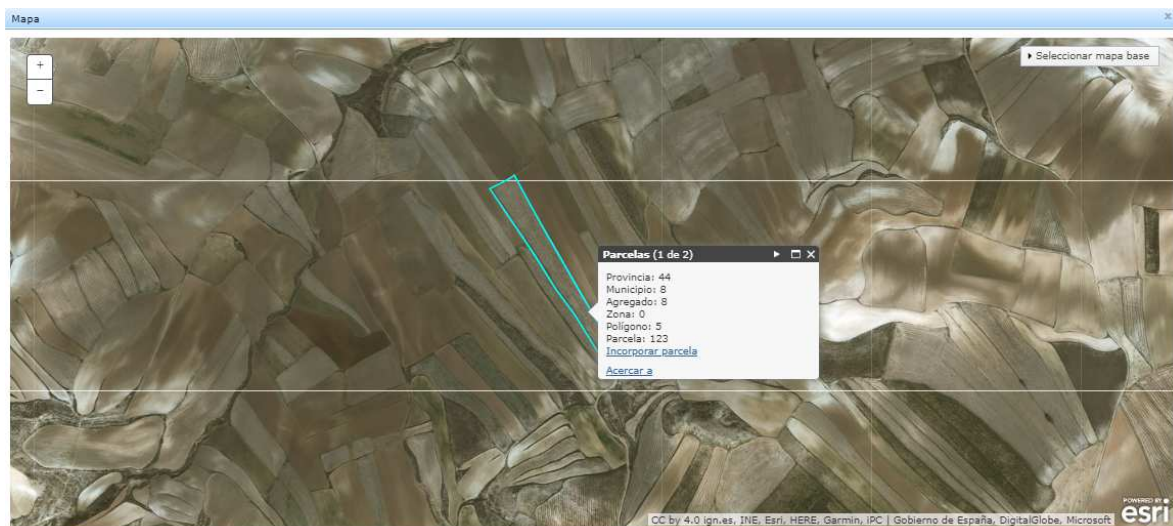 Mapa
x
+
−
▸ Seleccionar mapa base
Parcelas (1 de 2)
Provincia: 44
Municipio: 8
Agregado: 8
Zona: 0
Polígono: 5
Parcela: 123
Incorporar parcela
Acercar a
CC by 4.0 ign.es, INE, Esri, HERE, Garmin, iPC | Gobierno de España, DigitalGlobe, Microsoft
POWERED BY
esri